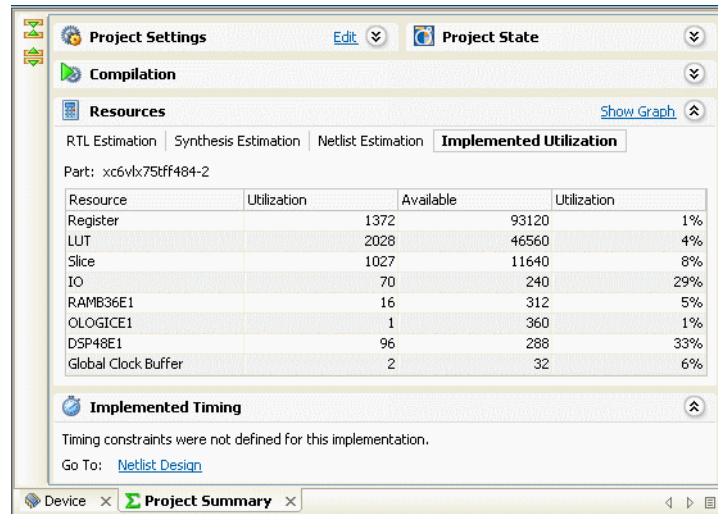 Project Settings Edit Project State
Compilation
Resources Show Graph
RTL Estimation Synthesis Estimation Netlist Estimation Implemented Utilization
Part: xc6vlx75tff484-2
Resource Utilization Available Utilization
Register 1372 93120 1%
LUT 2028 46560 4%
Slice 1027 11640 8%
IO 70 240 29%
RAMB36E1 16 312 5%
OLOGICE1 1 360 1%
DSP48E1 96 288 33%
Global Clock Buffer 2 32 6%
Implemented Timing
Timing constraints were not defined for this implementation.
Go To: Netlist Design
Device Project Summary